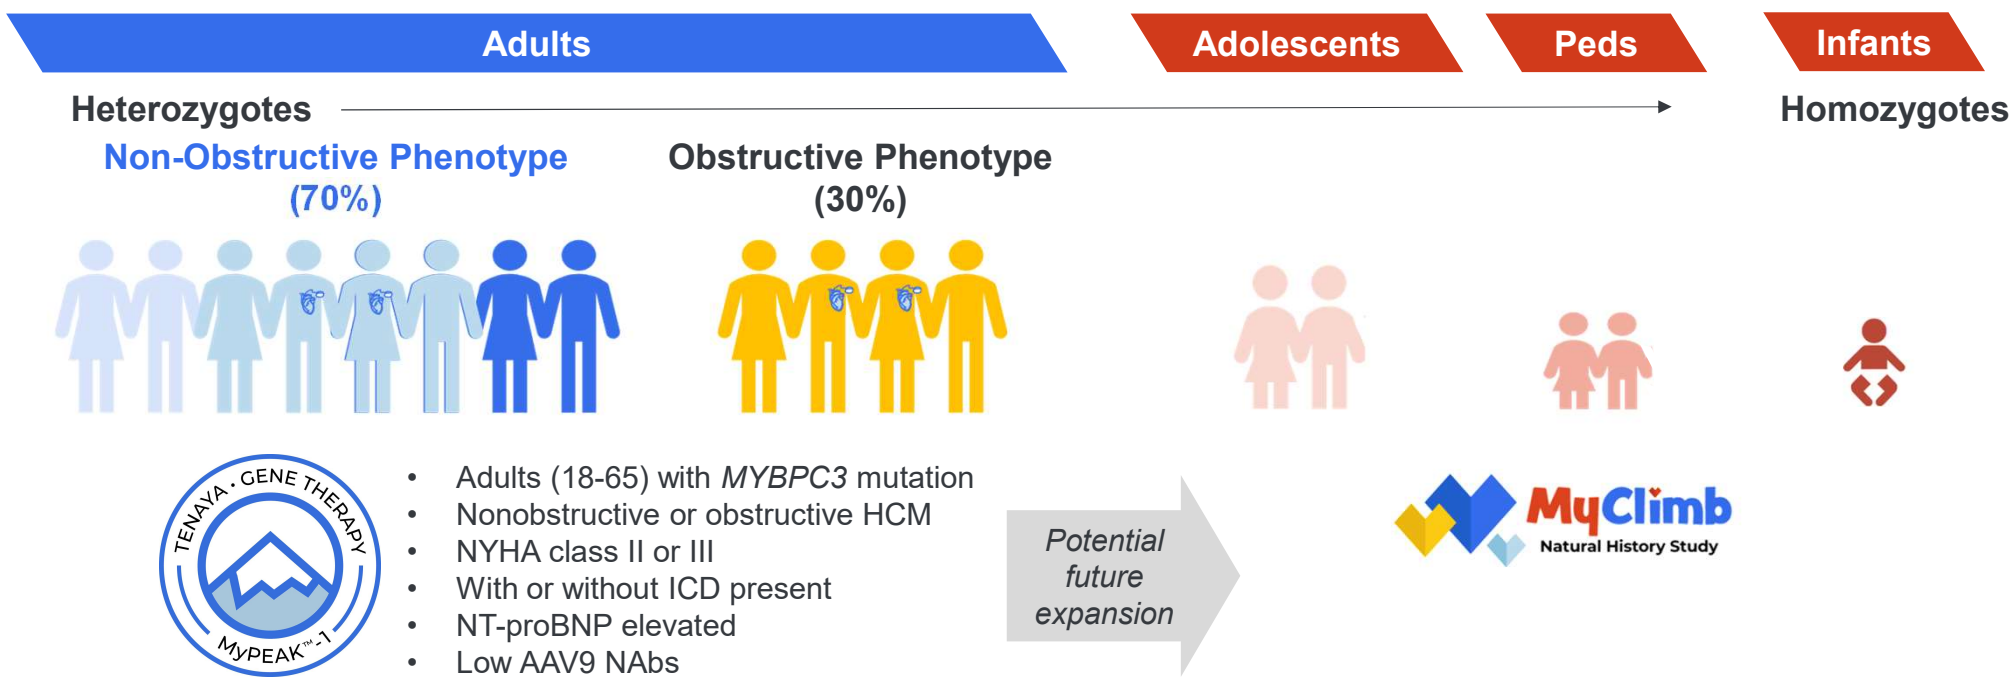 Adults
Adolescents
Peds
Infants
Heterozygotes
Homozygotes
Non-Obstructive Phenotype
(70%)
Obstructive Phenotype
(30%)
TENAYA · GENE THERAPY
MyPEAK™-1
• Adults (18-65) with MYBPC3 mutation
• Nonobstructive or obstructive HCM
• NYHA class II or III
• With or without ICD present
• NT-proBNP elevated
• Low AAV9 NAbs
Potential
future
expansion
MyClimb
Natural History Study